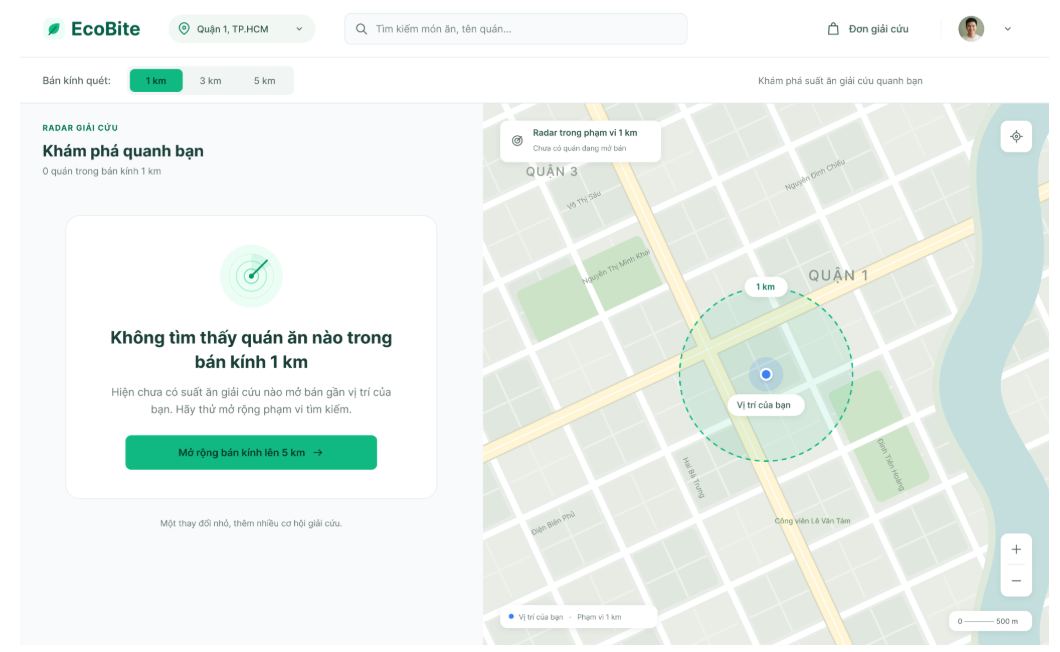 EcoBite
Quận 1, TP.HCM
Tìm kiếm món ăn, tên quán...
Đơn giải cứu
Bán kính quét:
1 km
3 km
5 km
Khám phá suất ăn giải cứu quanh bạn
RADAR GIẢI CỨU
Khám phá quanh bạn
0 quán trong bán kính 1 km
Không tìm thấy quán ăn nào trong
bán kính 1 km
Hiện chưa có suất ăn giải cứu nào mở bán gần vị trí của
bạn. Hãy thử mở rộng phạm vi tìm kiếm.
Mở rộng bán kính lên 5 km →
Một thay đổi nhỏ, thêm nhiều cơ hội giải cứu.
Radar trong phạm vi 1 km
Chưa có quán đang mở bán
QUẬN 3
Võ Thị Sáu
Nguyễn Đình Chiểu
Nguyễn Thị Minh Khai
QUẬN 1
1 km
Vị trí của bạn
Hai Bà Trưng
Đinh Tiên Hoàng
Điện Biên Phủ
Công viên Lê Văn Tám
Vị trí của bạn · Phạm vi 1 km
+
−
0 500 m